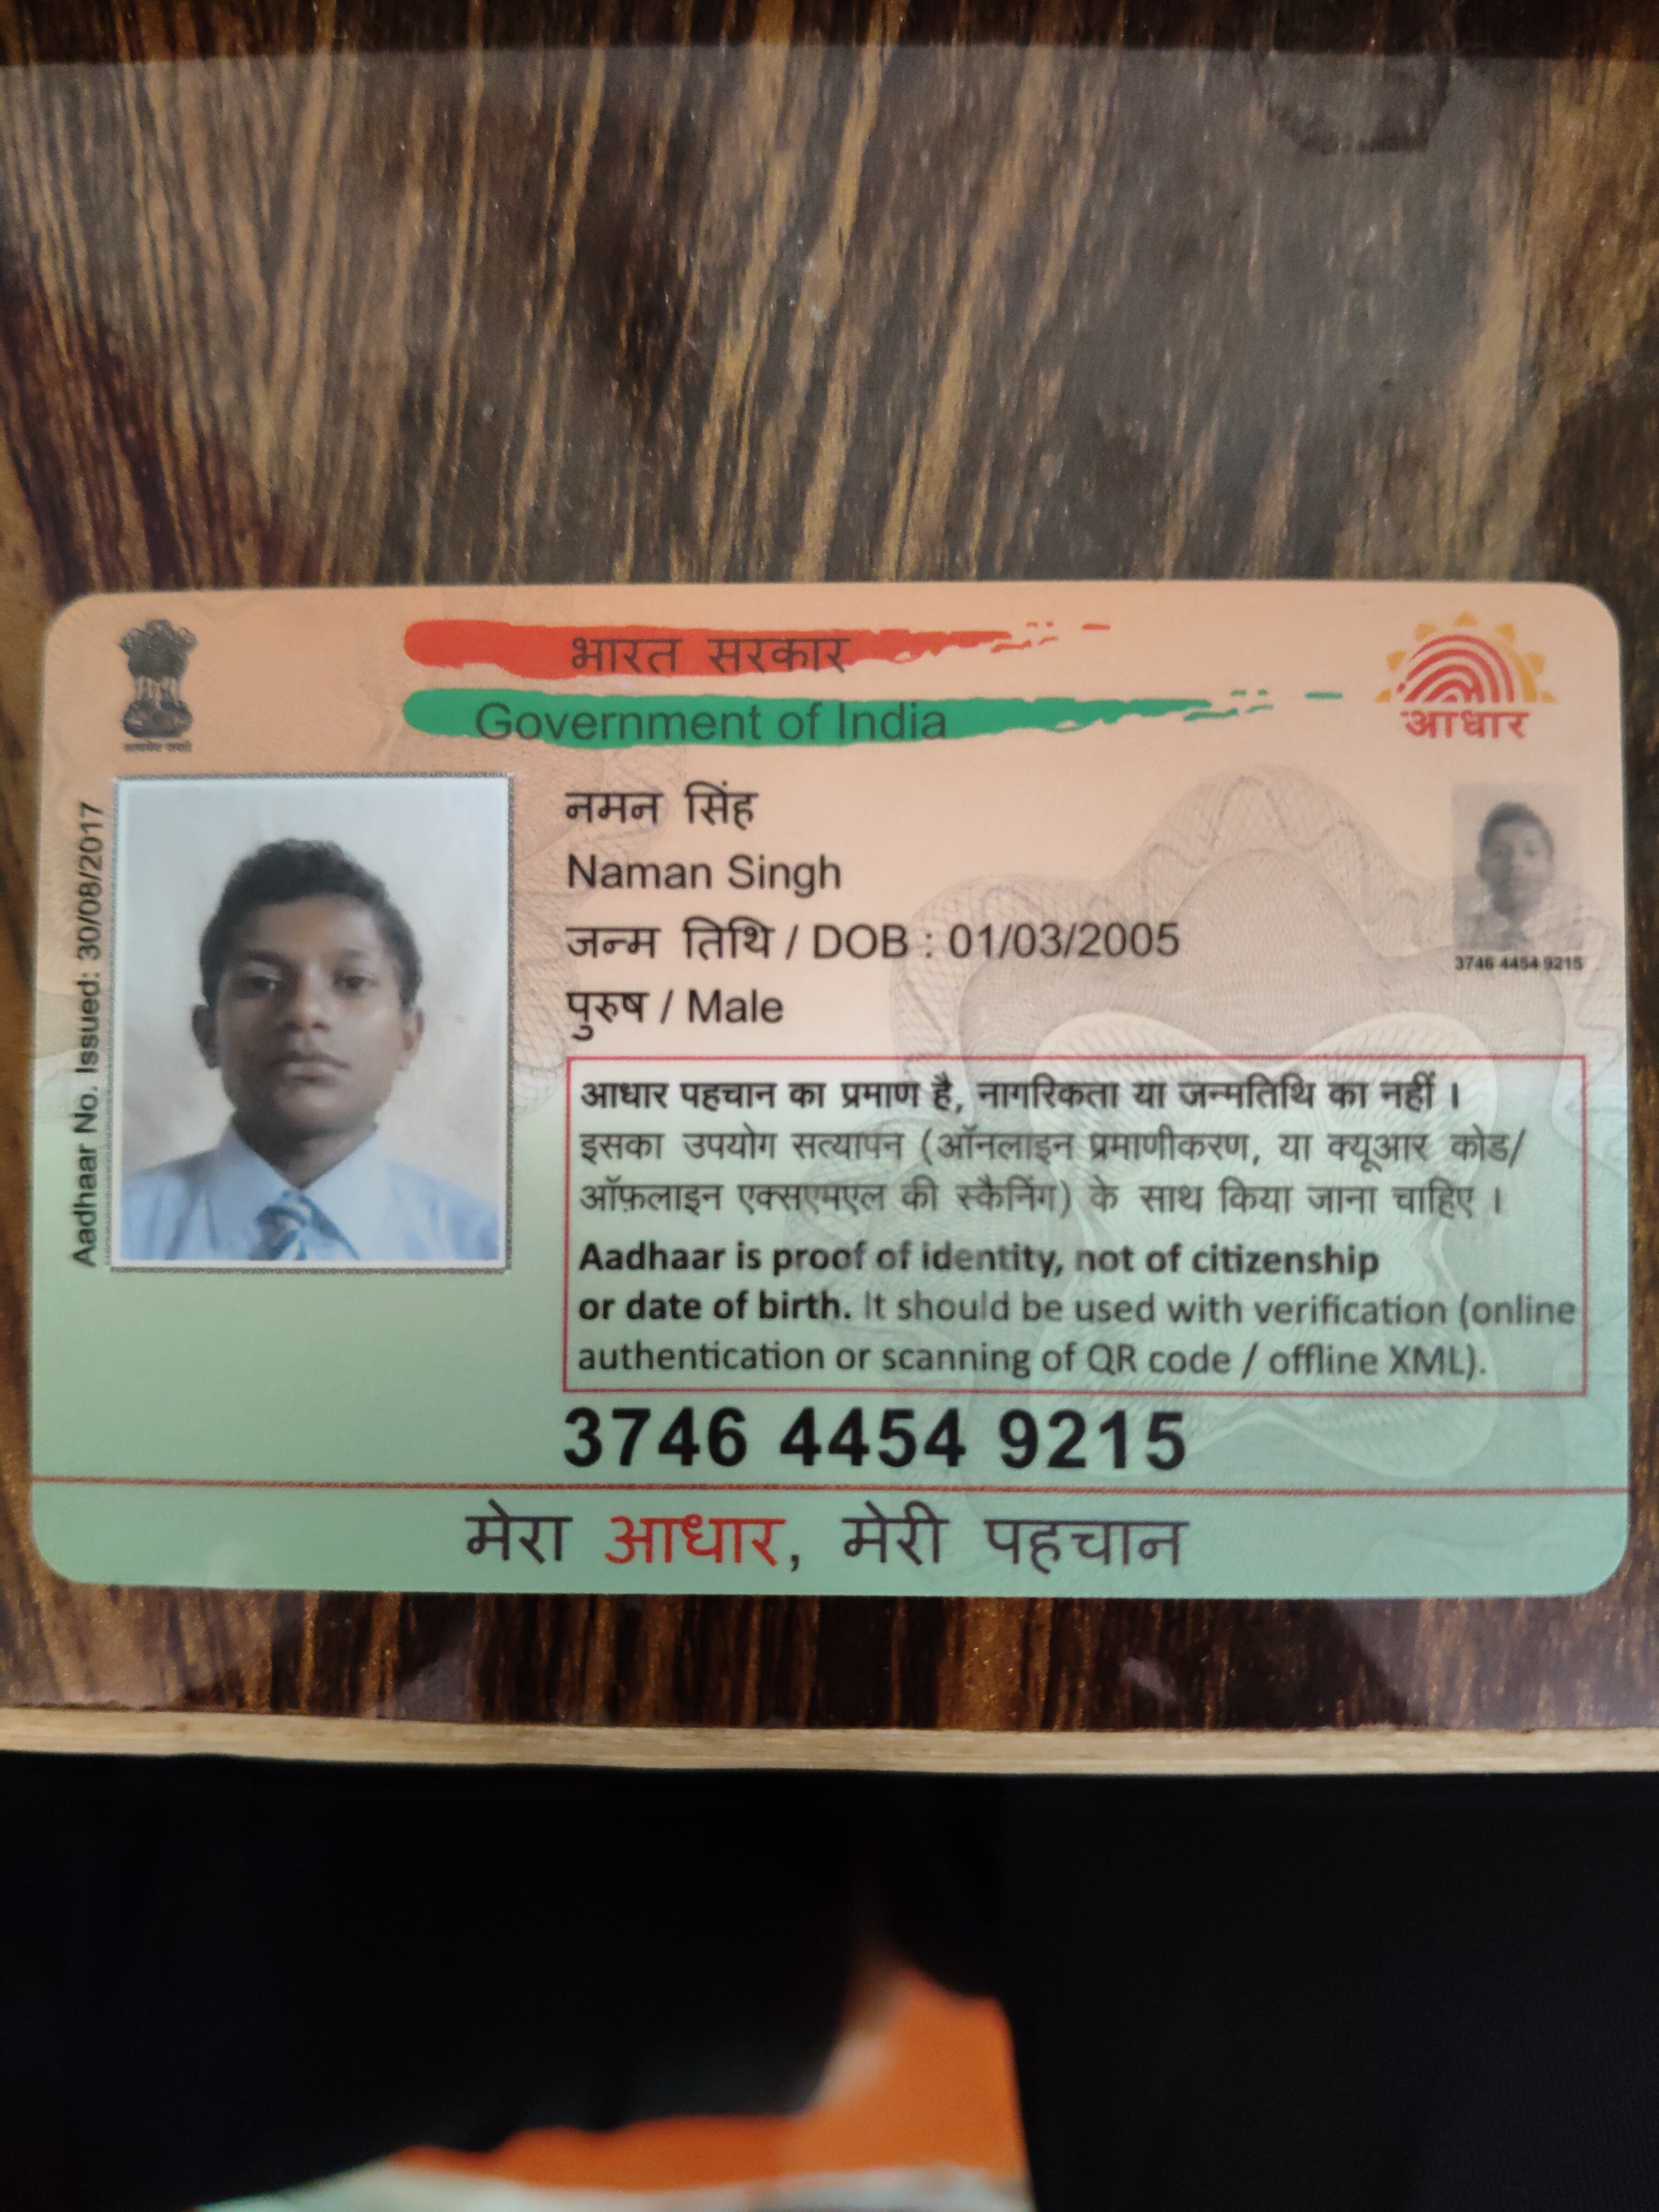 भारत सरकार
Government of India
आधार
Aadhaar No. Issued: 30/08/2017
नमन सिंह
Naman Singh
जन्म तिथि / DOB : 01/03/2005
पुरुष / Male
3746 4454 9215
आधार पहचान का प्रमाण है, नागरिकता या जन्मतिथि का नहीं ।
इसका उपयोग सत्यापन (ऑनलाइन प्रमाणीकरण, या क्यूआर कोड/
ऑफ़लाइन एक्सएमएल की स्कैनिंग) के साथ किया जाना चाहिए ।
Aadhaar is proof of identity, not of citizenship
or date of birth. It should be used with verification (online
authentication or scanning of QR code / offline XML).
3746 4454 9215
मेरा आधार, मेरी पहचान